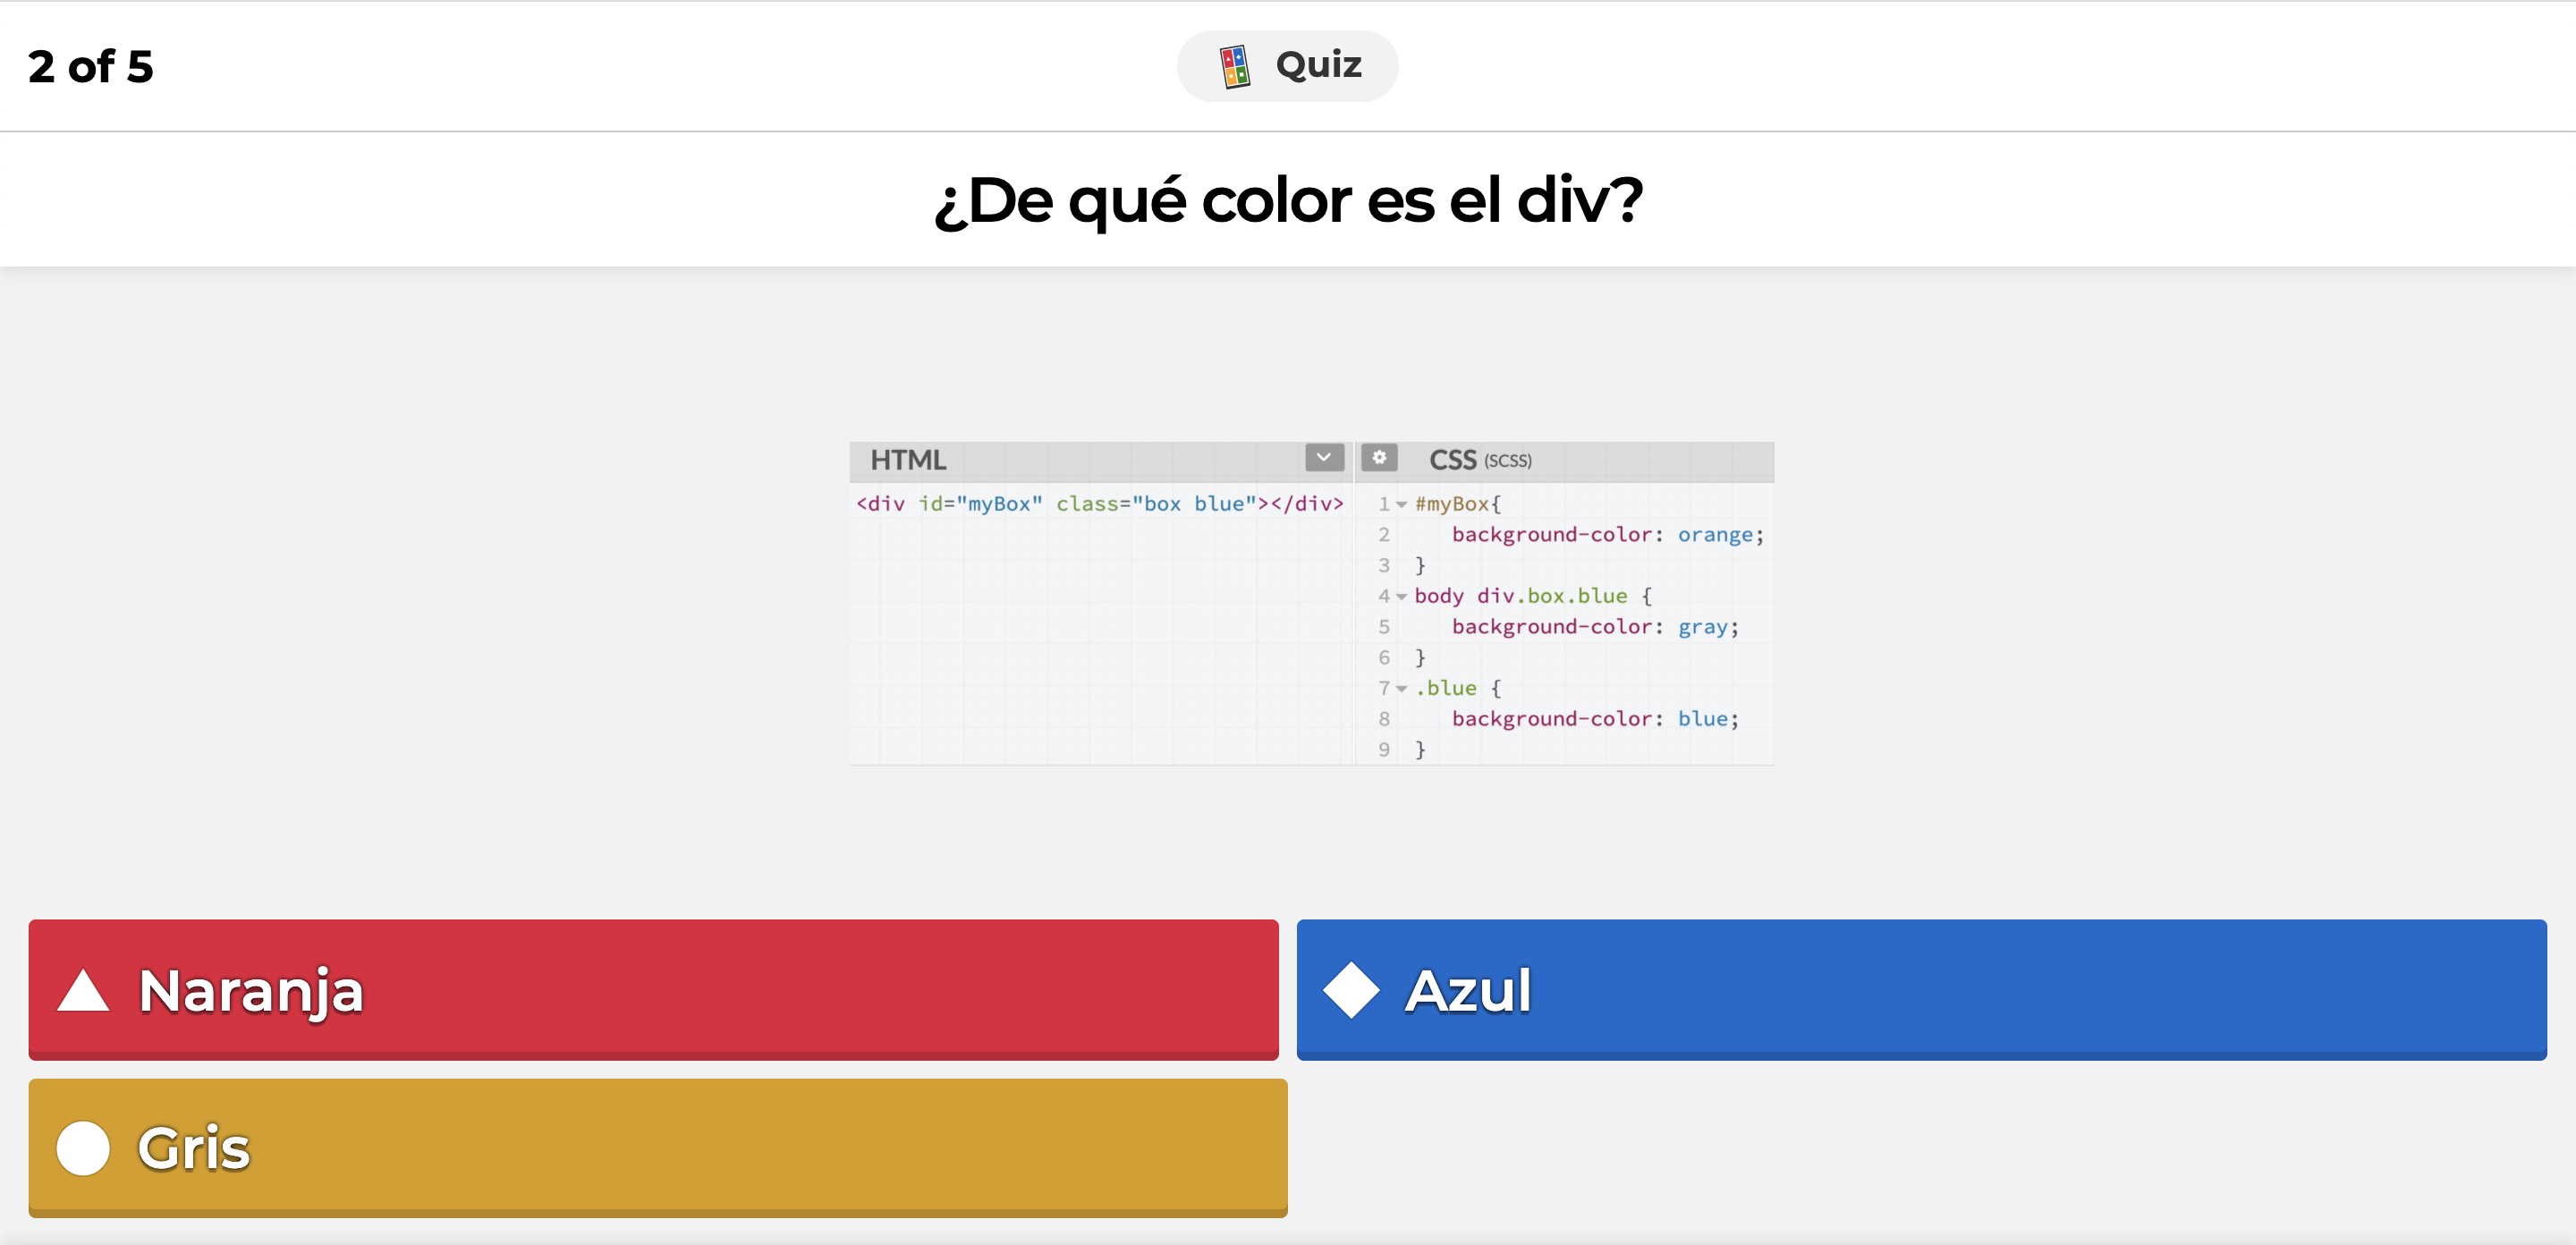 2 of 5
Quiz
¿De qué color es el div?
HTML
<div id="myBox" class="box blue"></div>
CSS (SCSS)
1 #myBox{
2 background-color: orange;
3 }
4 body div.box.blue {
5 background-color: gray;
6 }
7 .blue {
8 background-color: blue;
9 }
Naranja
Azul
Gris